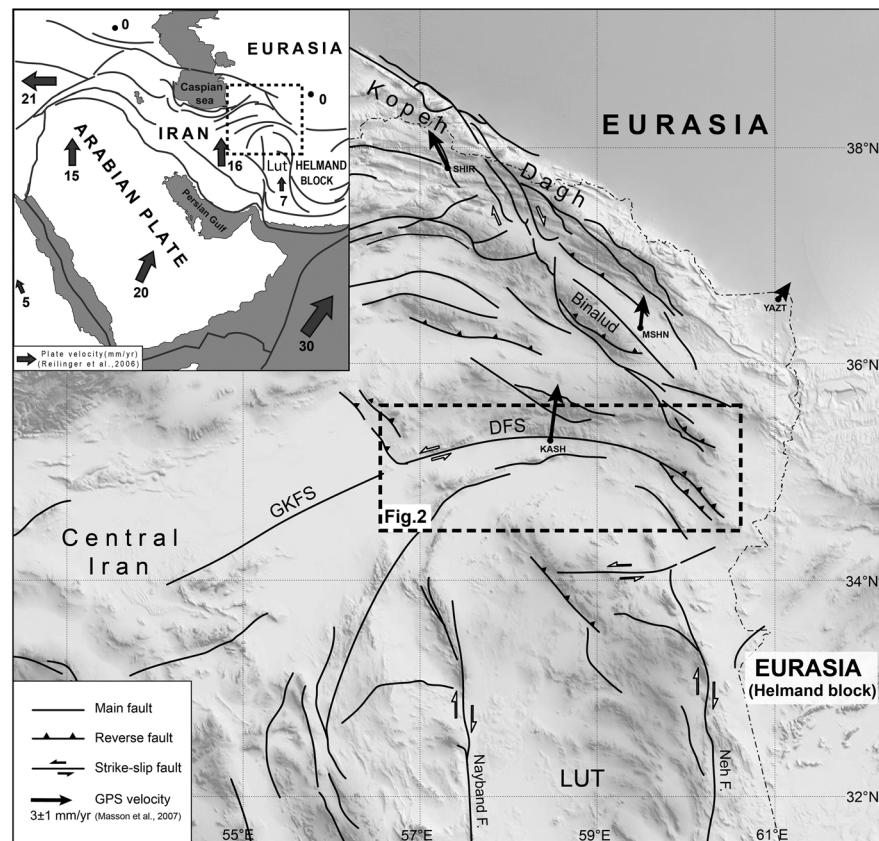 0
EURASIA
Caspian
sea
0
21
IRAN
ARABIAN PLATE
16
Lut
HELMAND
BLOCK
15
7
Persian Gulf
20
5
30
Plate velocity(mm/yr)
(Reilinger et al.,2006)
EURASIA
Kopeh
Dagh
38°N
SHIR
YAZT
Binalud
MSHN
36°N
DFS
KASH
GKFS
Fig.2
Central
Iran
34°N
EURASIA
(Helmand block)
Main fault
Reverse fault
Strike-slip fault
GPS velocity
3±1 mm/yr (Masson et al., 2007)
Nayband F.
LUT
Neh F.
32°N
55°E
57°E
59°E
61°E